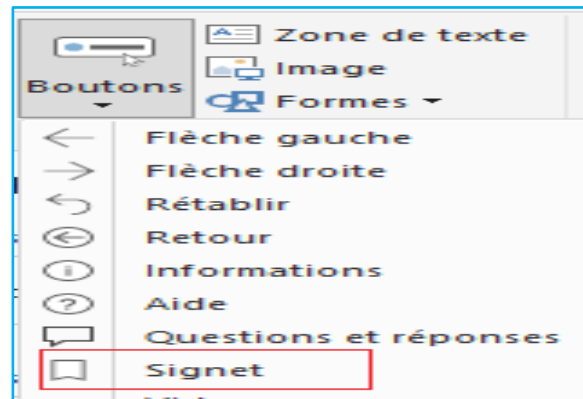 Zone de texte
Image
Boutons
Formes
Flèche gauche
Flèche droite
Rétablir
Retour
Informations
Aide
Questions et réponses
Signet